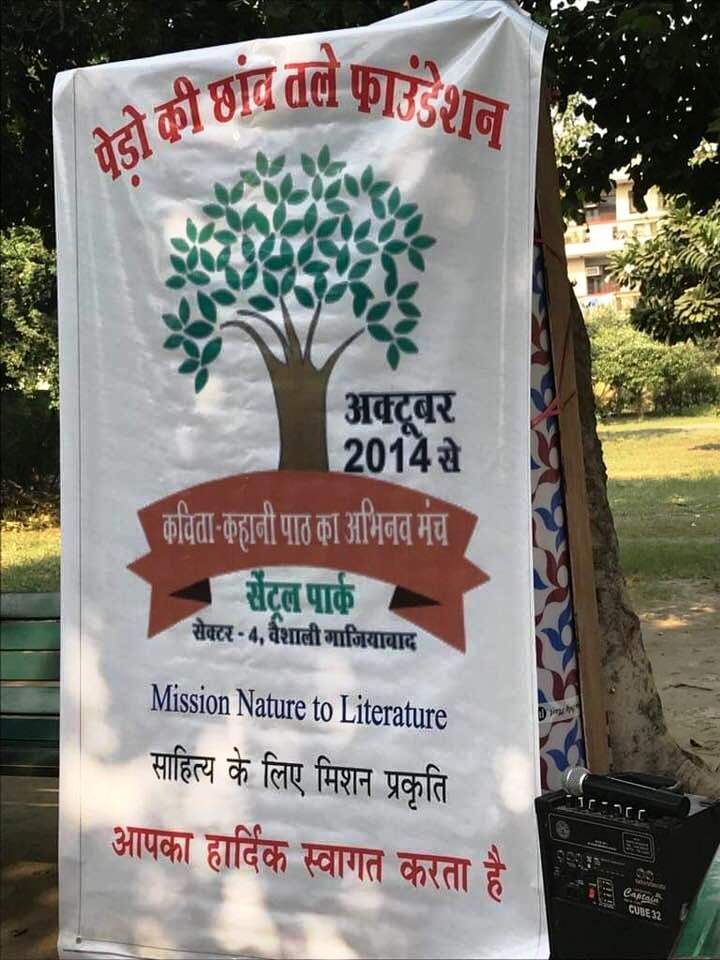 पेड़ो की छांव तले फाउंडेशन
अक्टूबर
2014 से
कविता-कहानी पाठ का अभिनव मंच
सेंट्रल पार्क
सेक्टर - 4, वैशाली गाजियाबाद
Mission Nature to Literature
साहित्य के लिए मिशन प्रकृति
आपका हार्दिक स्वागत करता है
Captain
CUBE 32